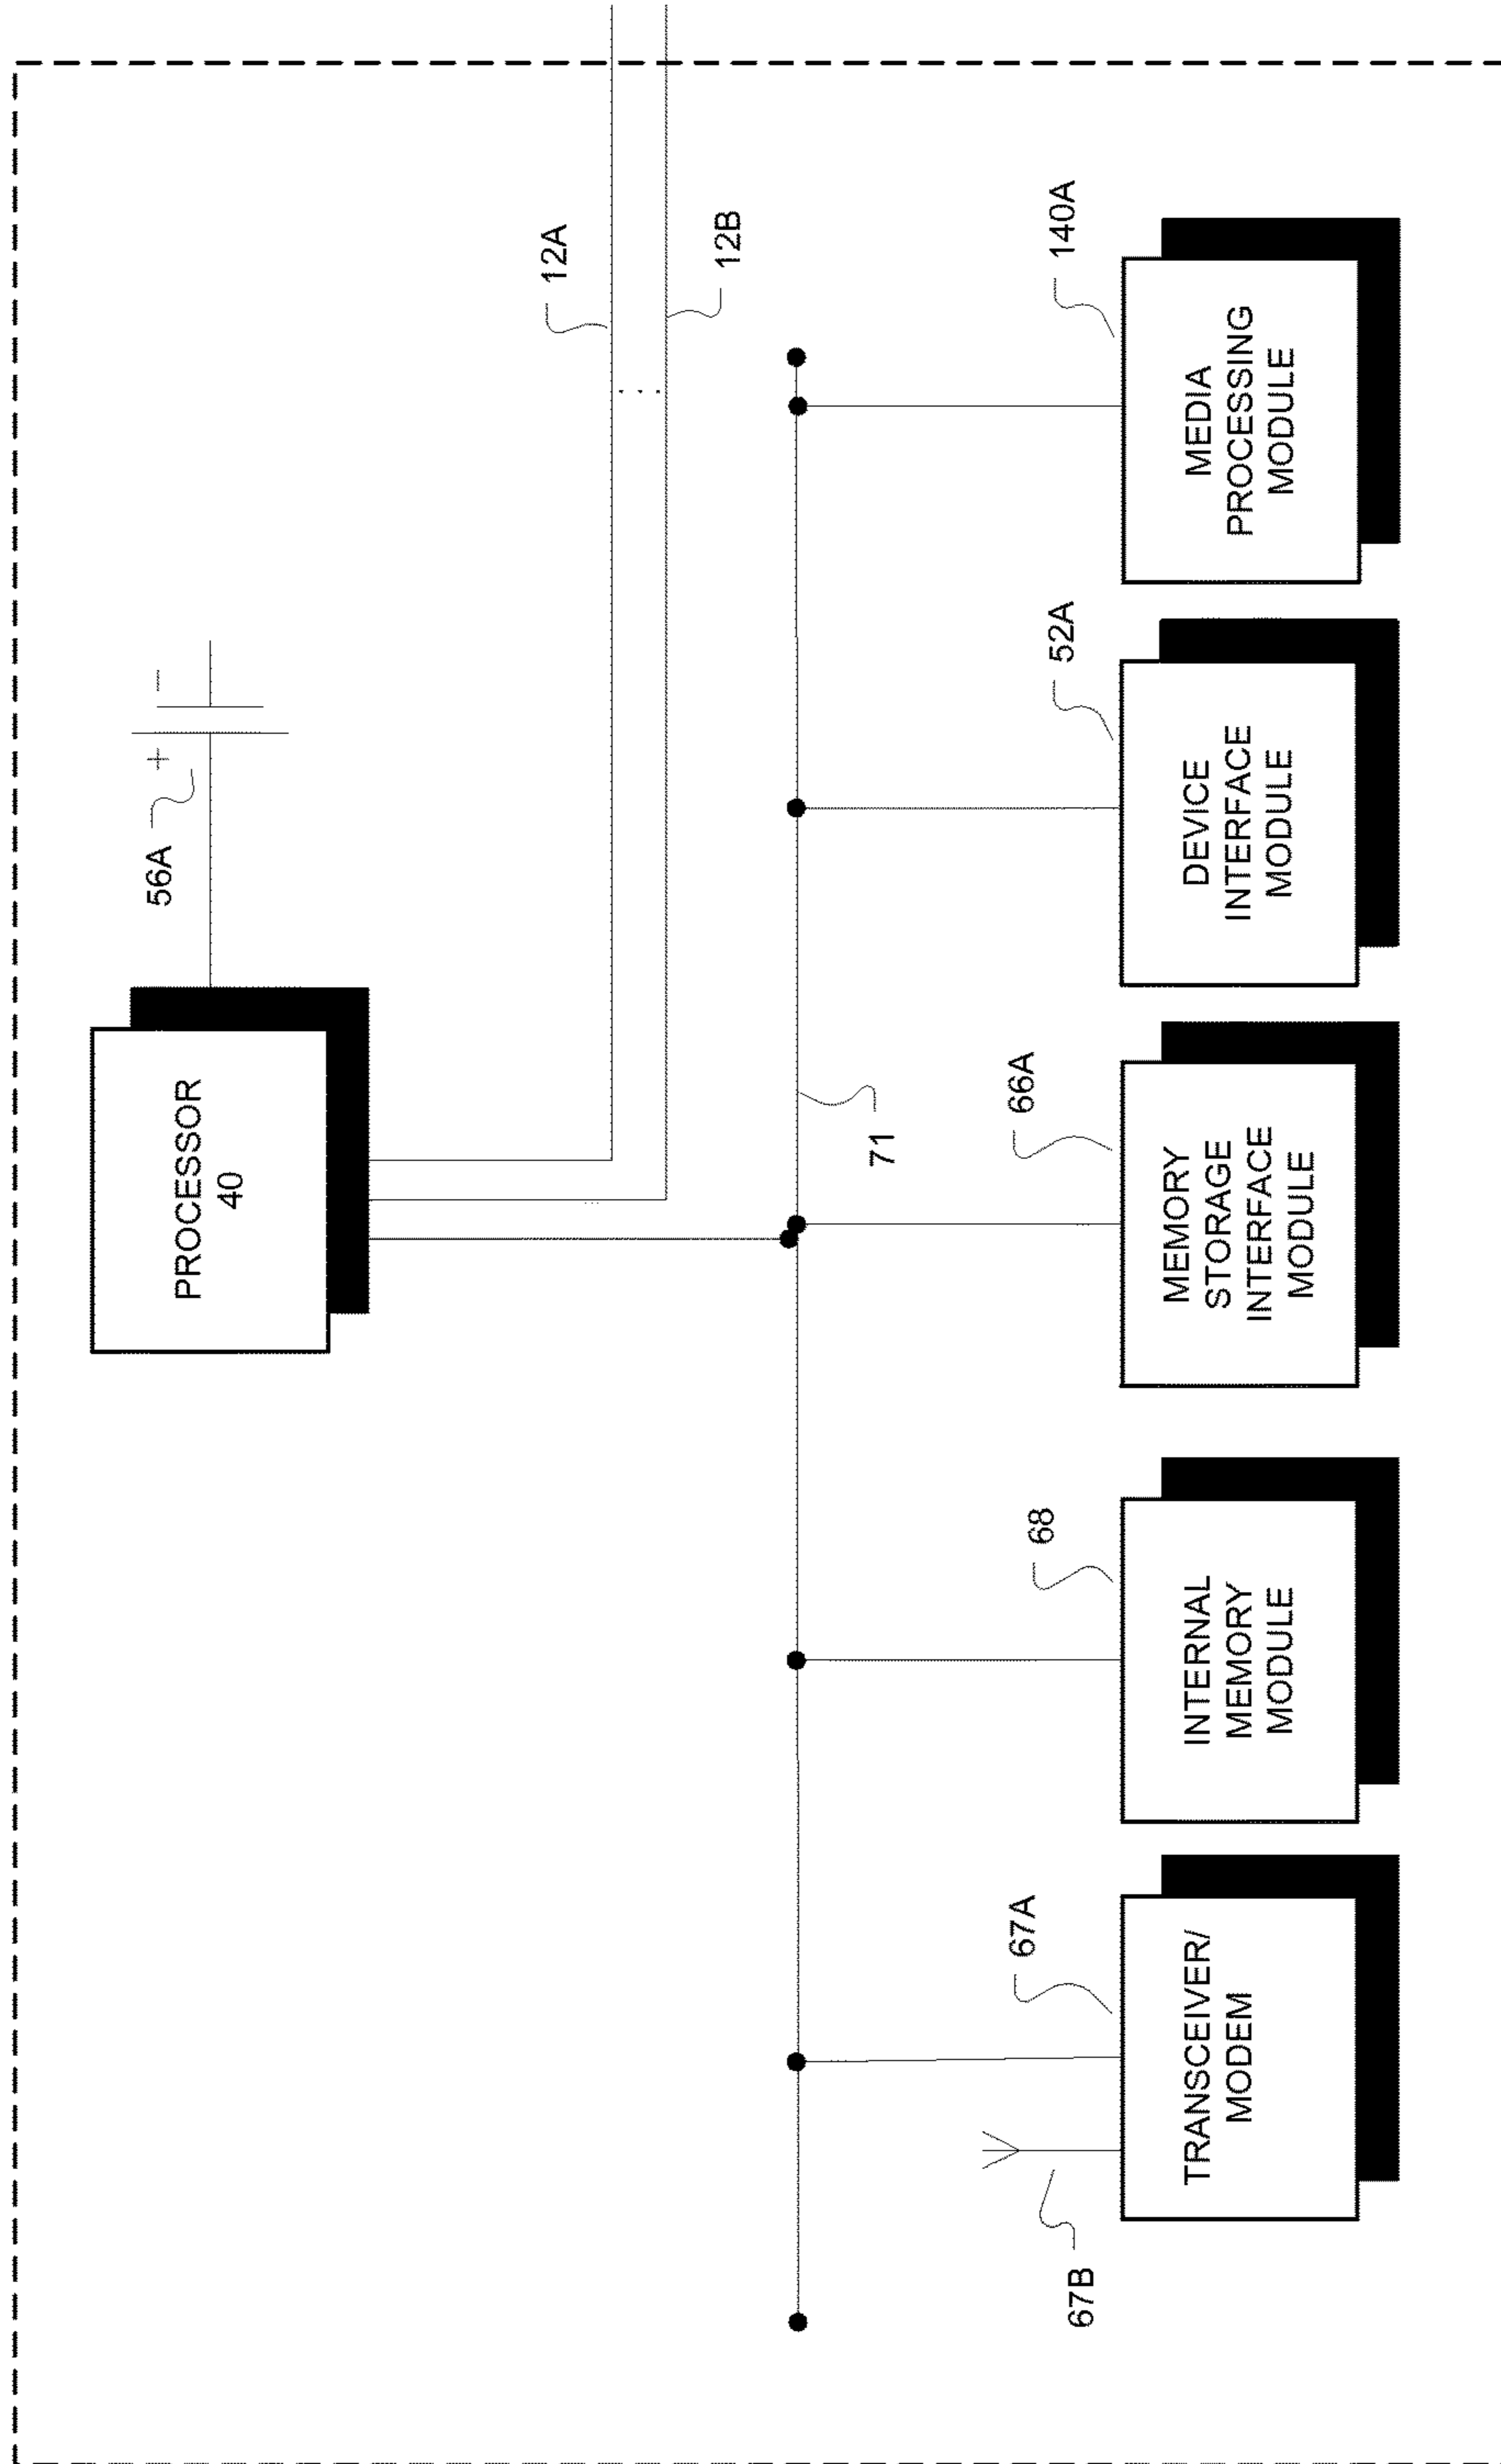 PROCESSOR
40
56A
+
-
12A
12B
71
67B
67A
TRANSCEIVER/
MODEM
68
INTERNAL
MEMORY
MODULE
66A
MEMORY
STORAGE
INTERFACE
MODULE
52A
DEVICE
INTERFACE
MODULE
140A
MEDIA
PROCESSING
MODULE